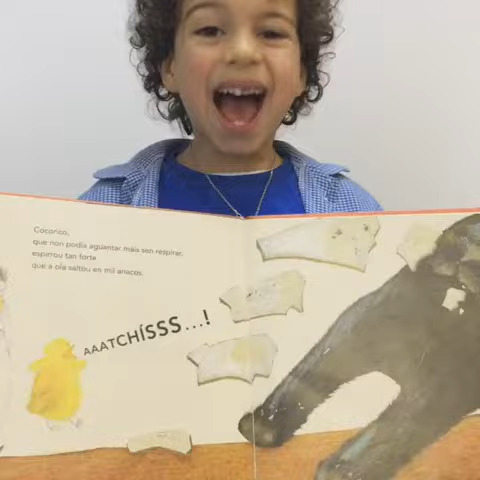 Cocorico,
que non podía aguantar máis sen respirar,
espirrou tan forte
que a ola saltou en mil anacos.
AAATCHÍSSS...!